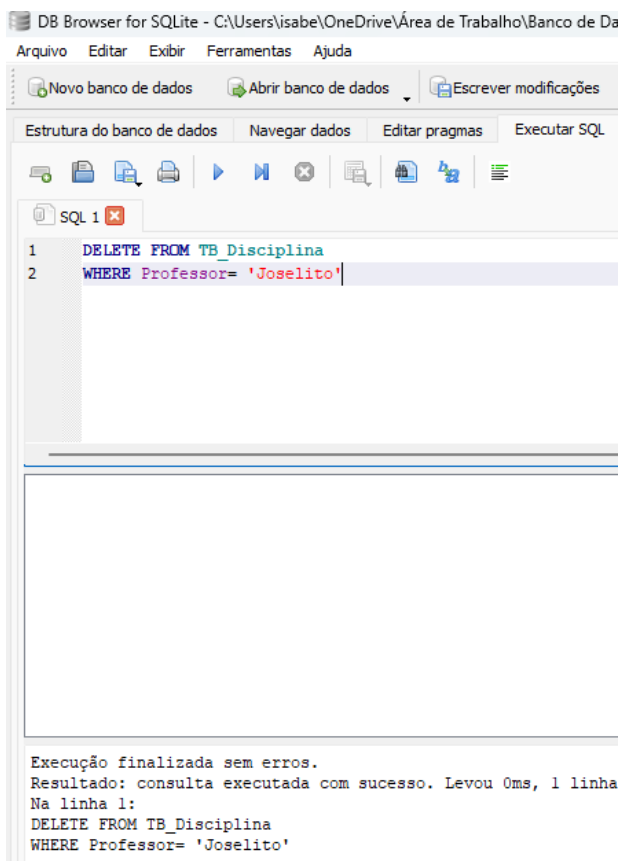 DB Browser for SQLite - C:\Users\isabe\OneDrive\Área de Trabalho\Banco de Da
Arquivo Editar Exibir Ferramentas Ajuda
Novo banco de dados Abrir banco de dados Escrever modificações
Estrutura do banco de dados Navegar dados Editar pragmas Executar SQL
SQL 1
1 DELETE FROM TB_Disciplina
2 WHERE Professor= 'Joselito'
Execução finalizada sem erros.
Resultado: consulta executada com sucesso. Levou 0ms, 1 linha
Na linha 1:
DELETE FROM TB_Disciplina
WHERE Professor= 'Joselito'